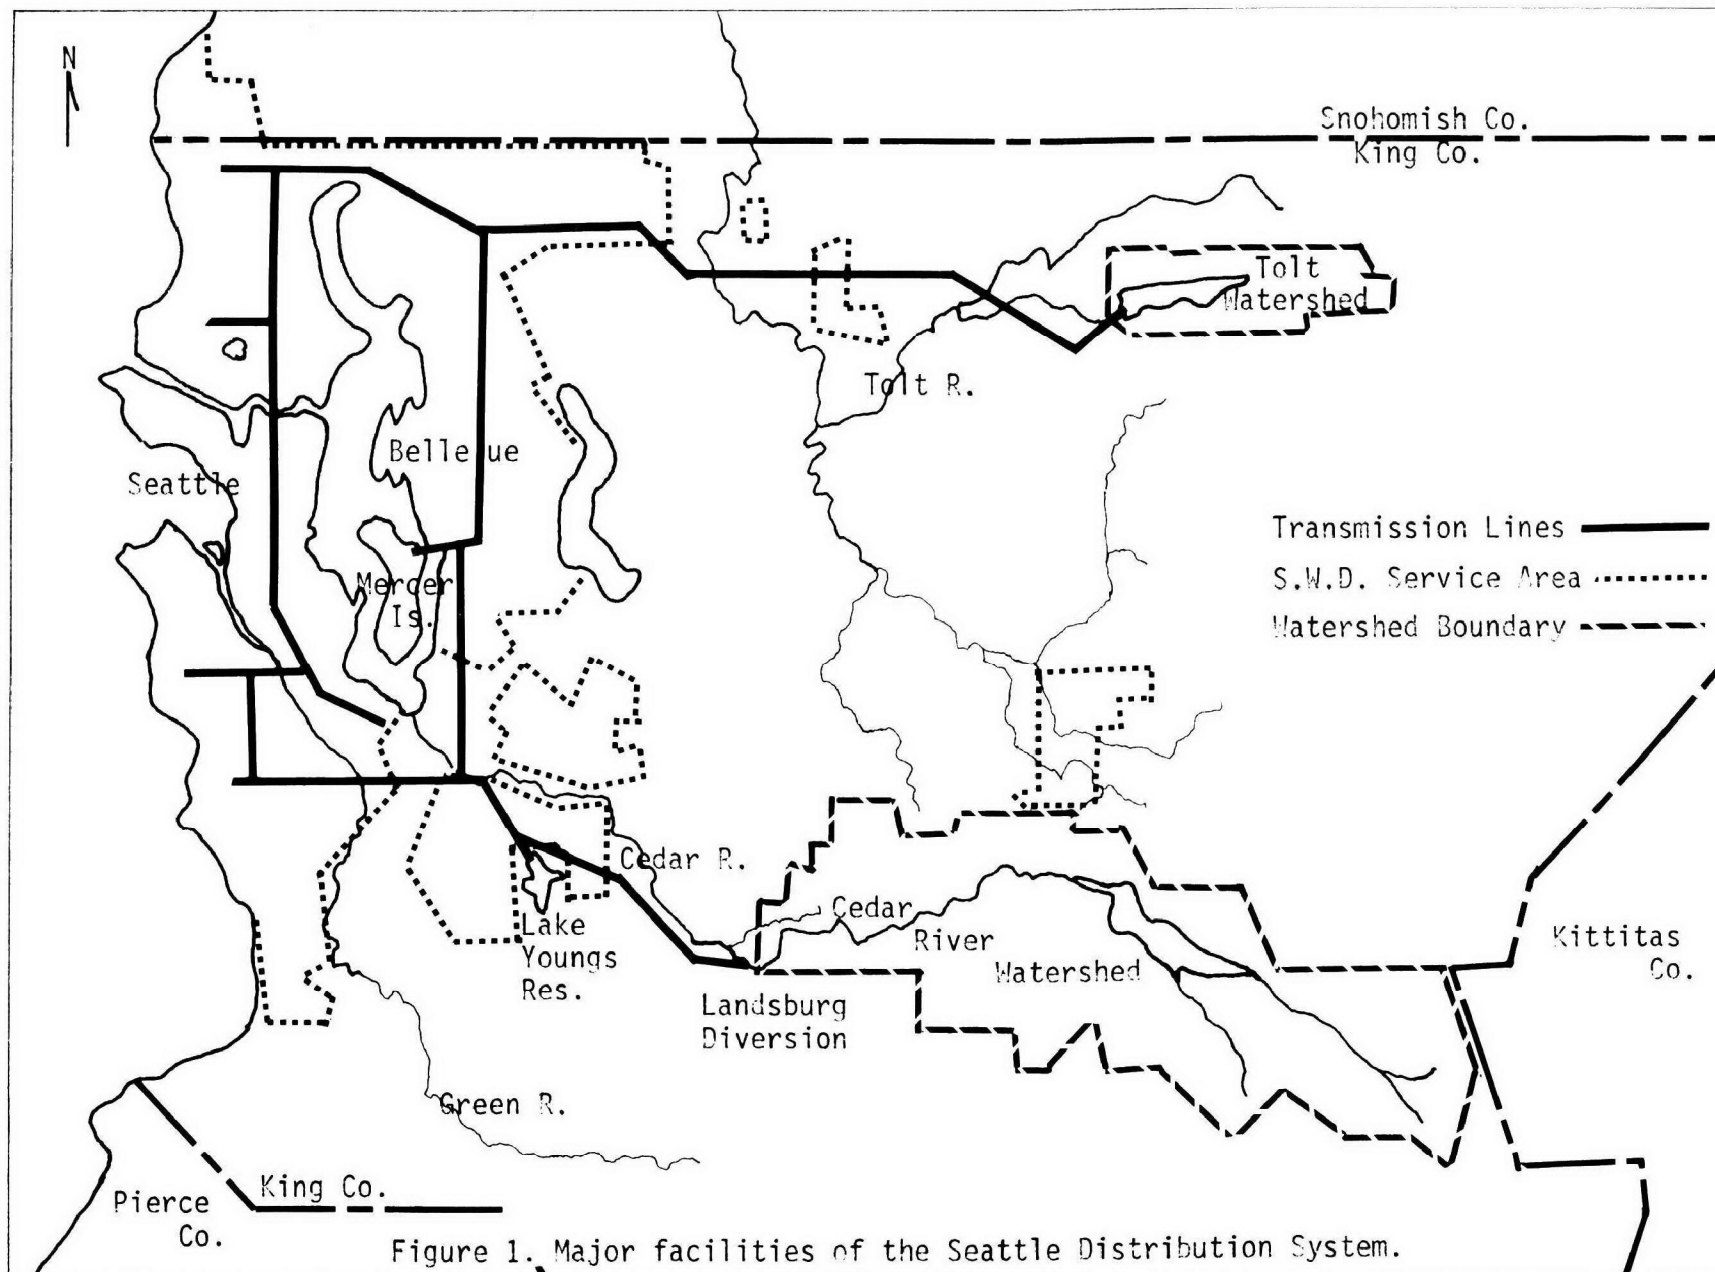 N
Snohomish Co.
King Co.
Tolt
Watershed
Tolt R.
Bellevue
Seattle
Transmission Lines
S.W.D. Service Area
Mercer
Is.
Watershed Boundary
Cedar R.
Cedar
River
Watershed
Lake
Youngs
Res.
Kittitas
Co.
Landsburg
Diversion
Green R.
King Co.
Pierce
Co.
Figure 1. Major facilities of the Seattle Distribution System.